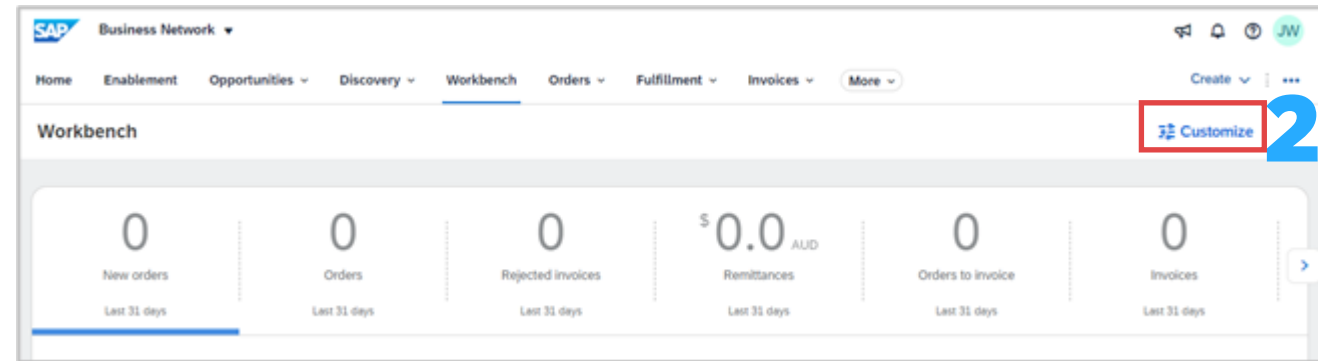 SAP Business Network JW
Home Enablement Opportunities Discovery Workbench Orders Fulfillment Invoices More Create
Workbench Customize 2
0 0 0 $ 0.0 AUD 0 0
New orders Orders Rejected invoices Remittances Orders to invoice Invoices
Last 31 days Last 31 days Last 31 days Last 31 days Last 31 days Last 31 days